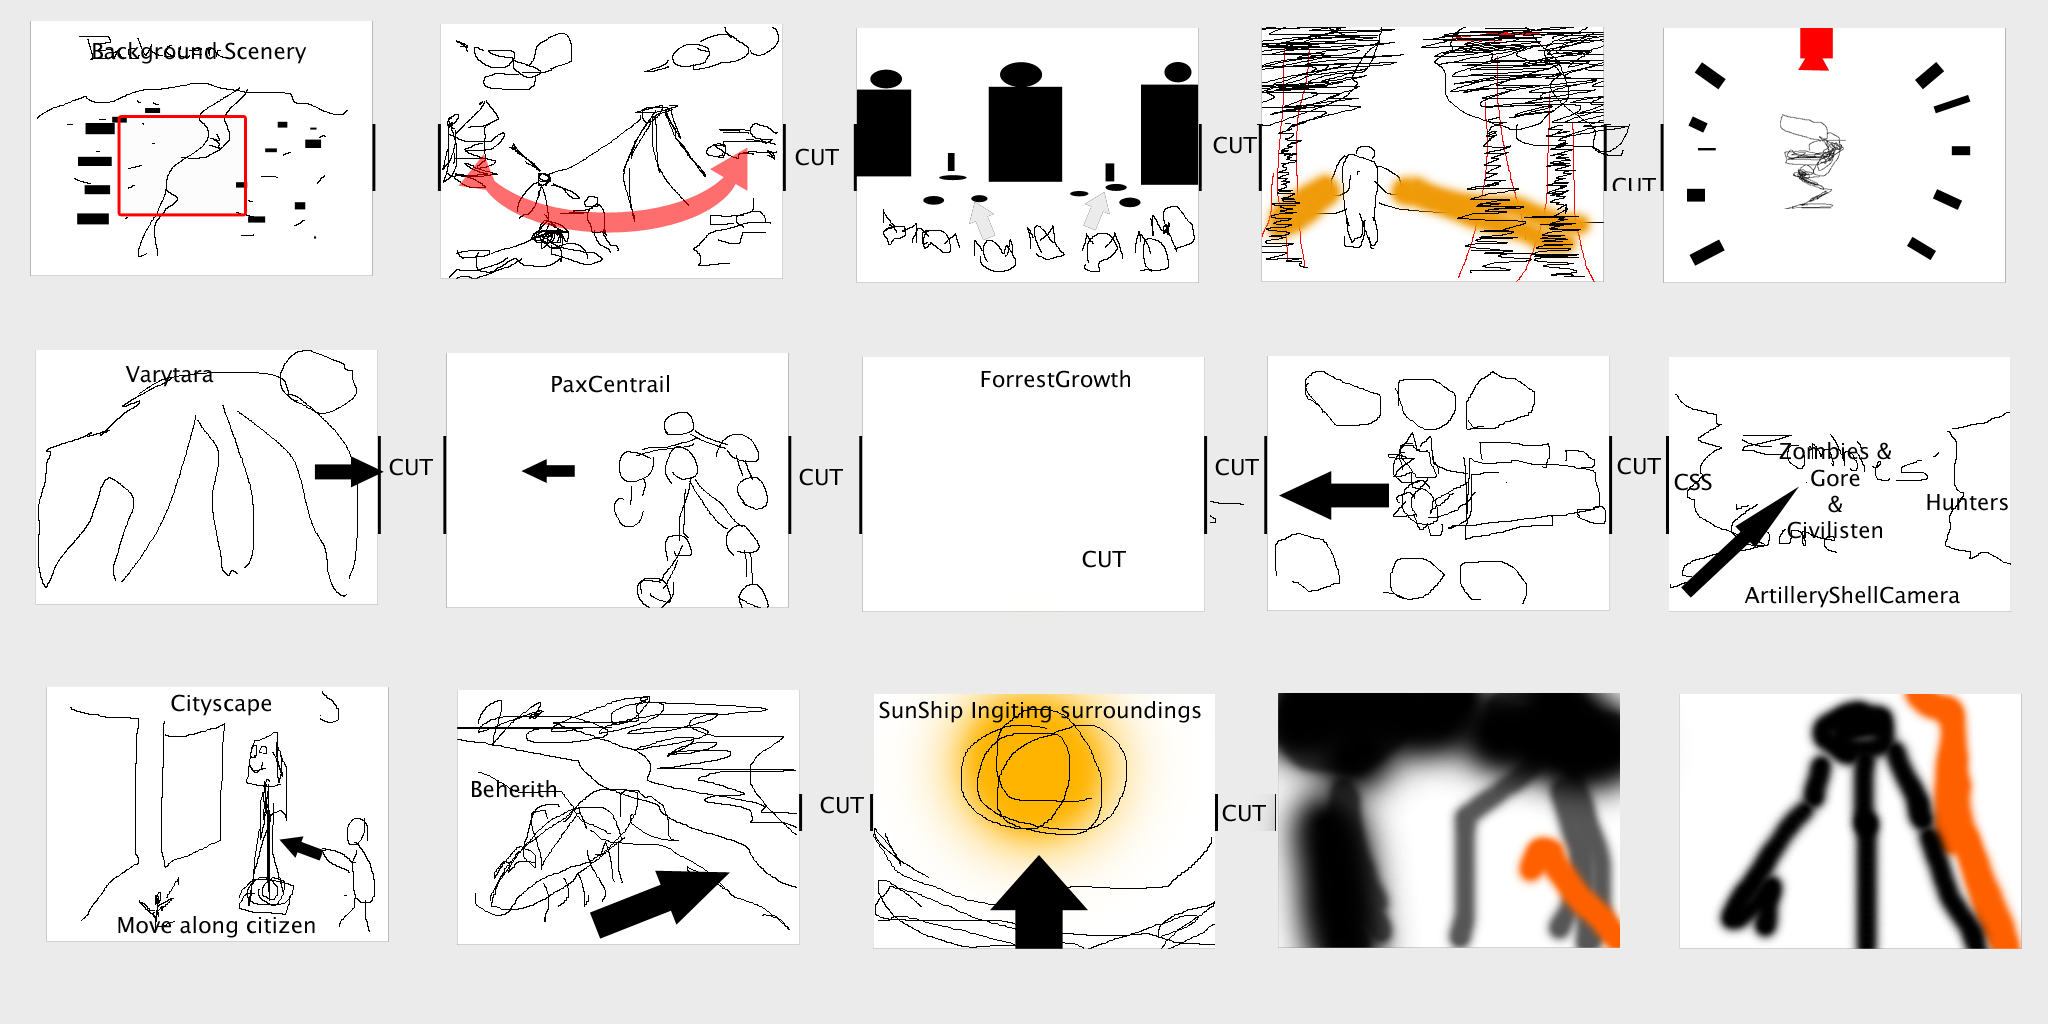 Background Scenery
CUT
CUT
CUT
Varytara
CUT
PaxCentrail
CUT
ForrestGrowth
CUT
CUT
CUT
Zombies &
Gore
&
Civilisten
CSS
Hunters
ArtilleryShellCamera
Cityscape
Move along citizen
Beherith
CUT
SunShip Ingiting surroundings
CUT